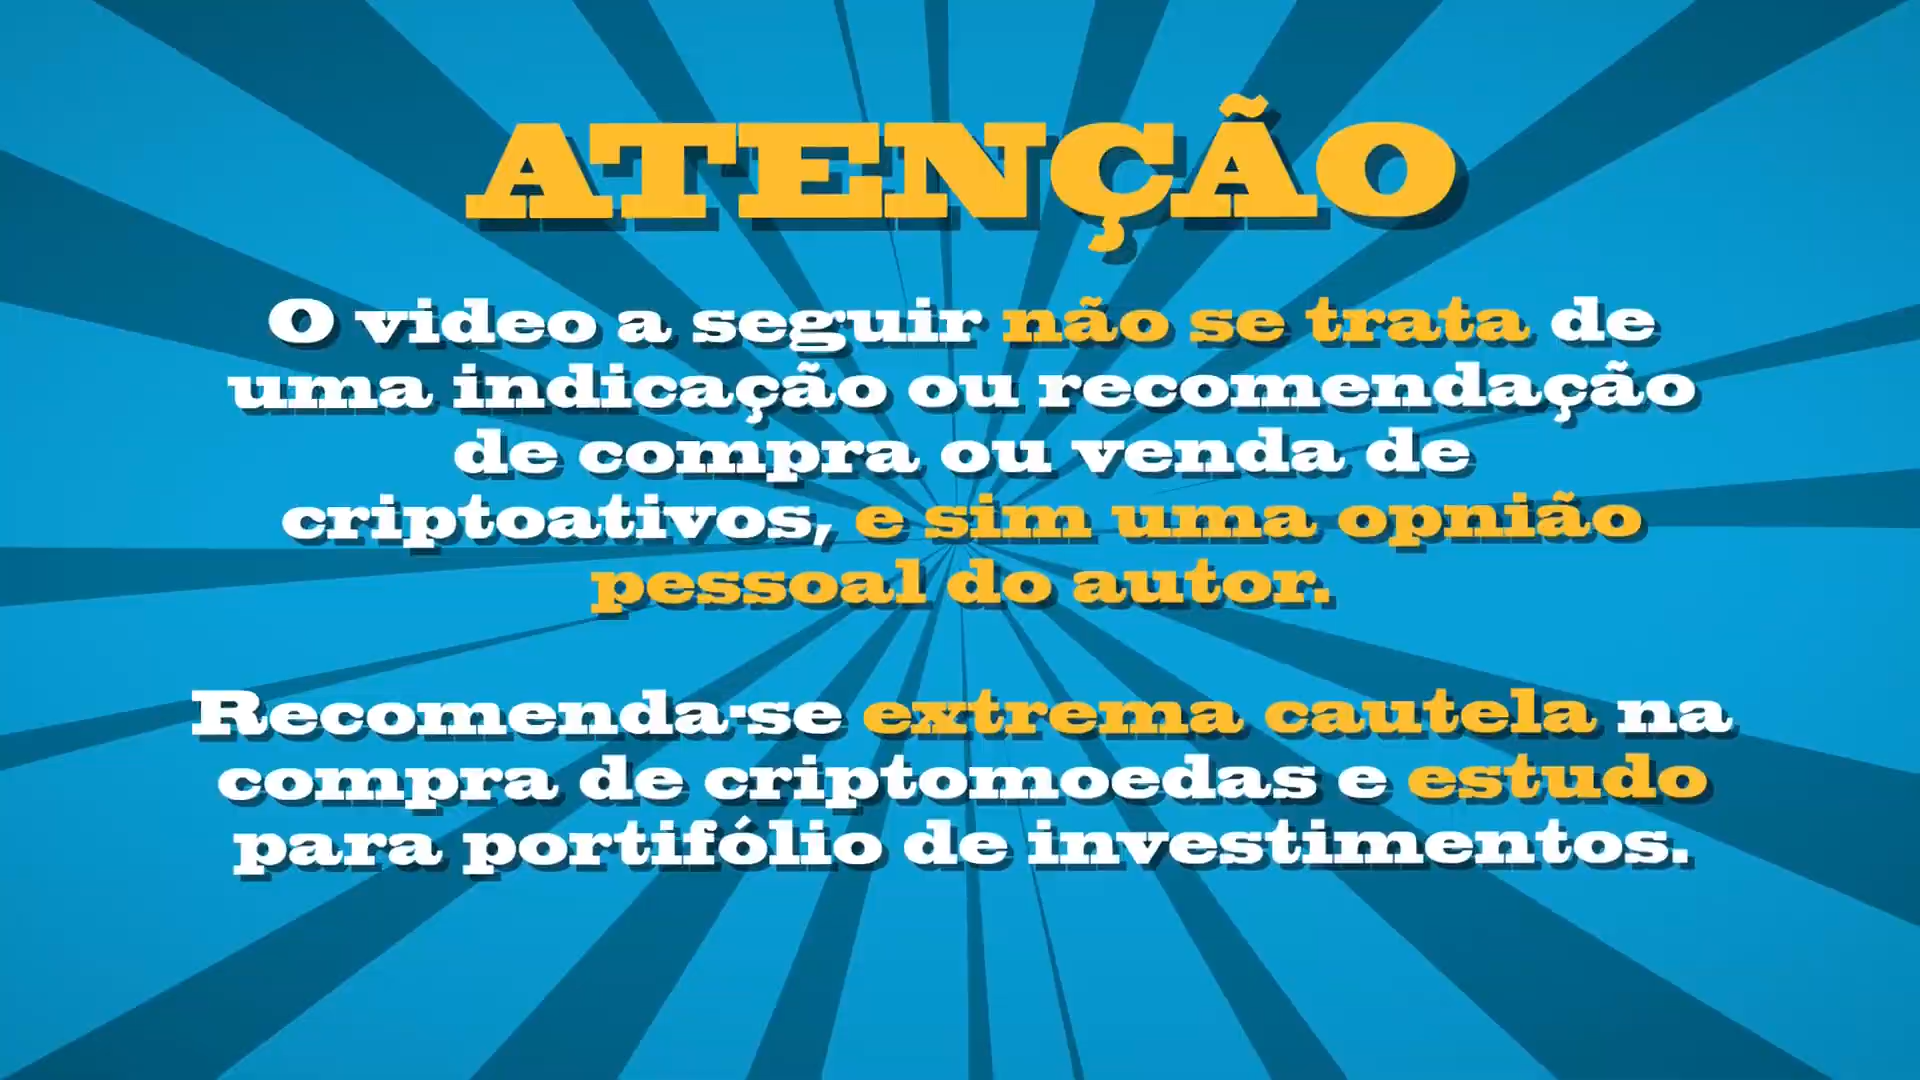 ATENÇÃO
O video a seguir não se trata de
uma indicação ou recomendação
de compra ou venda de
criptoativos, e sim uma opnião
pessoal do autor.
Recomenda-se extrema cautela na
compra de criptomoedas e estudo
para portifólio de investimentos.